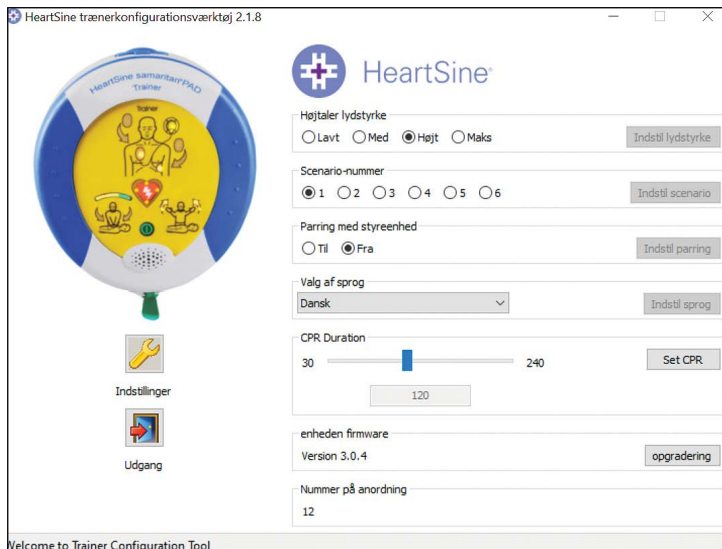 HeartSine trænerkonfigurationsværktøj 2.1.8
HeartSine samaritan PAD
Trainer
Trainer
HeartSine
Højtaler lydstyrke
Lavt Med Højt Maks Indstil lydstyrke
Scenario-nummer
1 2 3 4 5 6 Indstil scenario
Parring med styreenhed
Til Fra Indstil parring
Valg af sprog
Dansk Indstil sprog
CPR Duration
30 240 Set CPR
120
Indstillinger
enheden firmware
Version 3.0.4 opgradering
Udgang
Nummer på anordning
12
Welcome to Trainer Configuration Tool